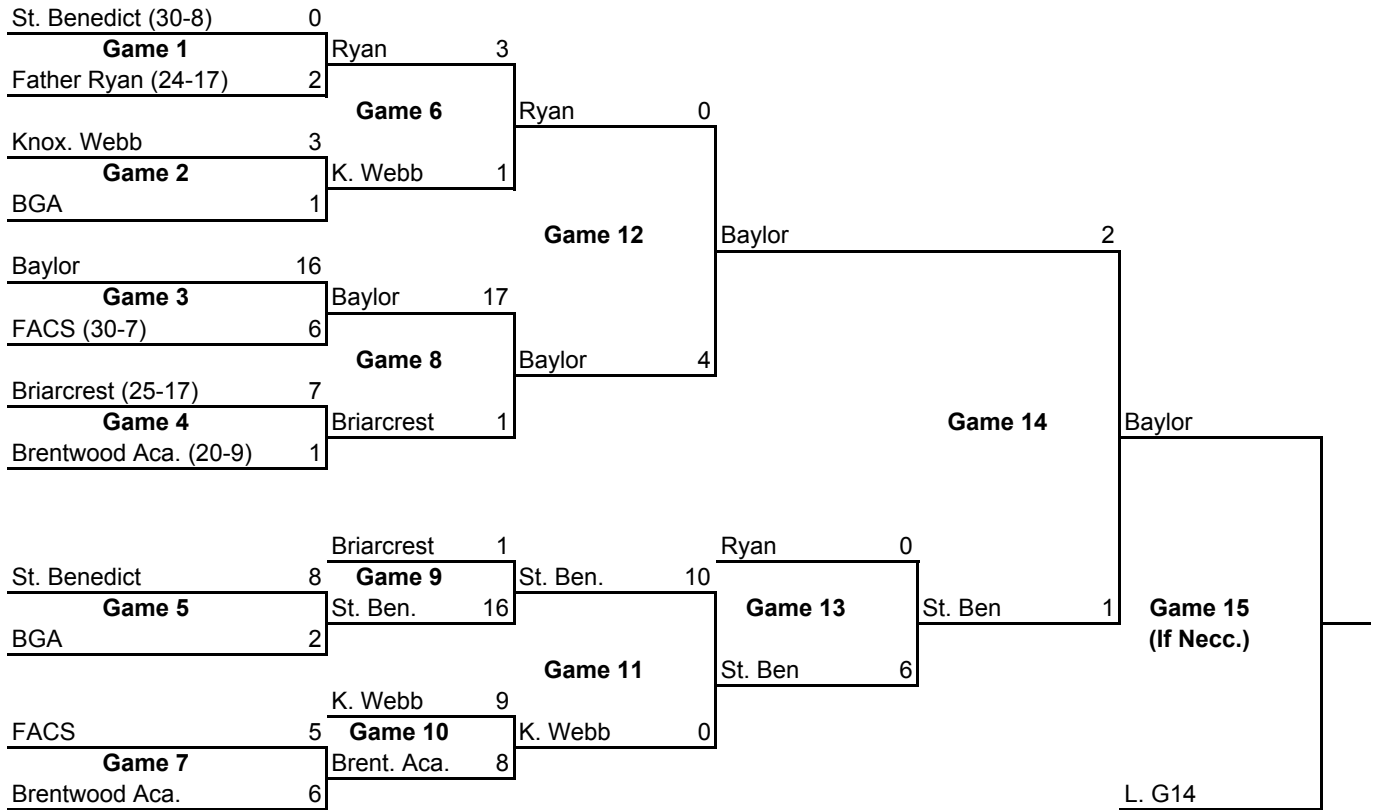 St. Benedict (30-8) 0
Game 1 Ryan 3
Father Ryan (24-17) 2
Game 6 Ryan 0
Knox. Webb 3
Game 2 K. Webb 1
BGA 1
Game 12 Baylor 2
Baylor 16
Game 3 Baylor 17
FACS (30-7) 6
Game 8 Baylor 4
Briarcrest (25-17) 7
Game 4 Briarcrest 1 Game 14 Baylor
Brentwood Aca. (20-9) 1
Briarcrest 1 Ryan 0
St. Benedict 8 Game 9 St. Ben. 10
Game 5 St. Ben. 16 Game 13 St. Ben 1 Game 15
BGA 2 (If Necc.)
Game 11 St. Ben 6
K. Webb 9
FACS 5 Game 10 K. Webb 0
Game 7 Brent. Aca. 8
Brentwood Aca. 6 L. G14